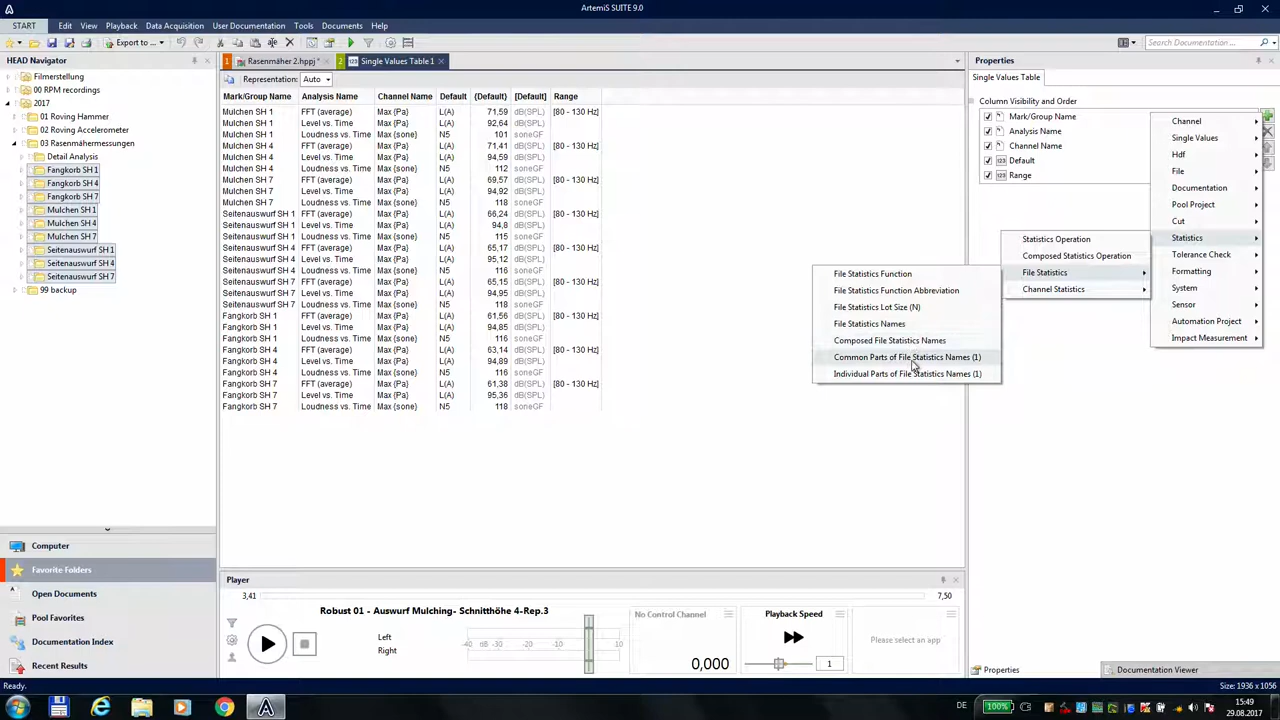 ArtemiS SUITE 9.0
START Edit View Playback Data Acquisition User Documentation Tools Documents Help
Export to ... Search Documentation...
HEAD Navigator
Filmerstellung
00 RPM recordings
2017
01 Roving Hammer
02 Roving Accelerometer
03 Rasenmähermessungen
Detail Analysis
Fangkorb SH 1
Fangkorb SH 4
Fangkorb SH 7
Mulchen SH 1
Mulchen SH 4
Mulchen SH 7
Seitenauswurf SH 1
Seitenauswurf SH 4
Seitenauswurf SH 7
99 backup
Computer
Favorite Folders
Open Documents
Pool Favorites
Documentation Index
Recent Results
1 Rasenmäher 2.hppj * 2 Single Values Table 1
Representation: Auto
Mark/Group Name Analysis Name Channel Name Default {Default} [Default] Range
Mulchen SH 1 FFT (average) Max {Pa} L(A) 71,59 dB(SPL) [80 - 130 Hz]
Mulchen SH 1 Level vs. Time Max {Pa} L(A) 92,64 dB(SPL)
Mulchen SH 1 Loudness vs. Time Max {sone} N5 101 soneGF
Mulchen SH 4 FFT (average) Max {Pa} L(A) 71,41 dB(SPL) [80 - 130 Hz]
Mulchen SH 4 Level vs. Time Max {Pa} L(A) 94,59 dB(SPL)
Mulchen SH 4 Loudness vs. Time Max {sone} N5 112 soneGF
Mulchen SH 7 FFT (average) Max {Pa} L(A) 69,57 dB(SPL) [80 - 130 Hz]
Mulchen SH 7 Level vs. Time Max {Pa} L(A) 94,92 dB(SPL)
Mulchen SH 7 Loudness vs. Time Max {sone} N5 118 soneGF
Seitenauswurf SH 1 FFT (average) Max {Pa} L(A) 66,24 dB(SPL) [80 - 130 Hz]
Seitenauswurf SH 1 Level vs. Time Max {Pa} L(A) 94,8 dB(SPL)
Seitenauswurf SH 1 Loudness vs. Time Max {sone} N5 115 soneGF
Seitenauswurf SH 4 FFT (average) Max {Pa} L(A) 65,17 dB(SPL) [80 - 130 Hz]
Seitenauswurf SH 4 Level vs. Time Max {Pa} L(A) 95,12 dB(SPL)
Seitenauswurf SH 4 Loudness vs. Time Max {sone} N5 116 soneGF
Seitenauswurf SH 7 FFT (average) Max {Pa} L(A) 65,15 dB(SPL) [80 - 130 Hz]
Seitenauswurf SH 7 Level vs. Time Max {Pa} L(A) 94,95 dB(SPL)
Seitenauswurf SH 7 Loudness vs. Time Max {sone} N5 118 soneGF
Fangkorb SH 1 FFT (average) Max {Pa} L(A) 61,56 dB(SPL) [80 - 130 Hz]
Fangkorb SH 1 Level vs. Time Max {Pa} L(A) 94,85 dB(SPL)
Fangkorb SH 1 Loudness vs. Time Max {sone} N5 115 soneGF
Fangkorb SH 4 FFT (average) Max {Pa} L(A) 63,14 dB(SPL) [80 - 130 Hz]
Fangkorb SH 4 Level vs. Time Max {Pa} L(A) 94,89 dB(SPL)
Fangkorb SH 4 Loudness vs. Time Max {sone} N5 116 soneGF
Fangkorb SH 7 FFT (average) Max {Pa} L(A) 61,38 dB(SPL) [80 - 130 Hz]
Fangkorb SH 7 Level vs. Time Max {Pa} L(A) 95,36 dB(SPL)
Fangkorb SH 7 Loudness vs. Time Max {sone} N5 118 soneGF
File Statistics Function
File Statistics Function Abbreviation
File Statistics Lot Size (N)
File Statistics Names
Composed File Statistics Names
Common Parts of File Statistics Names (1)
Individual Parts of File Statistics Names (1)
Statistics Operation
Composed Statistics Operation
File Statistics
Channel Statistics
Channel
Single Values
Hdf
File
Documentation
Pool Project
Cut
Statistics
Tolerance Check
Formatting
System
Sensor
Automation Project
Impact Measurement
Properties
Single Values Table
Column Visibility and Order
Mark/Group Name
Analysis Name
Channel Name
123 Default
123 Range
Player
3,41 7,50
Robust 01 - Auswurf Mulching- Schnitthöhe 4-Rep.3
Left
Right
-40 dB -30 -20 -10 0 10
No Control Channel
0,000
Playback Speed
1
Please select an app
Properties Documentation Viewer
Ready. Size: 1936 x 1056
DE 100% 15:49
29.08.2017